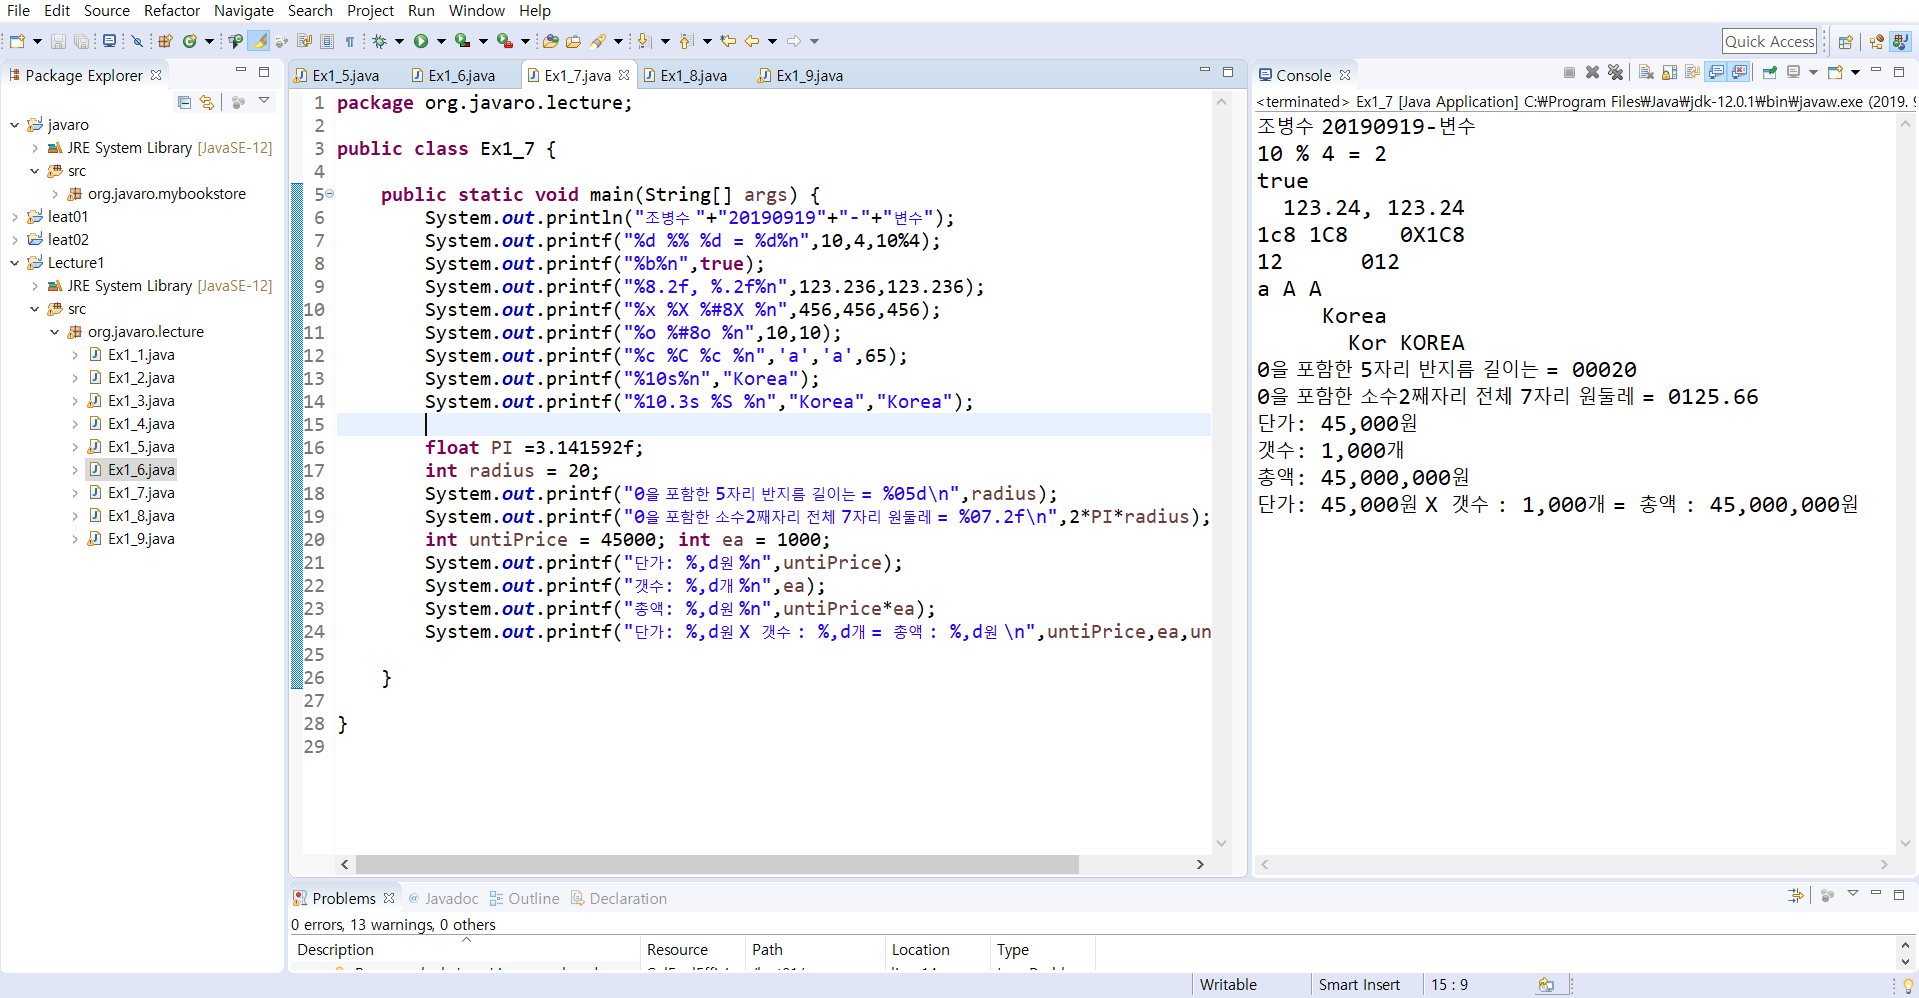 File Edit Source Refactor Navigate Search Project Run Window Help
Quick Access
Package Explorer
javaro
JRE System Library [JavaSE-12]
src
org.javaro.mybookstore
leat01
leat02
Lecture1
JRE System Library [JavaSE-12]
src
org.javaro.lecture
Ex1_1.java
Ex1_2.java
Ex1_3.java
Ex1_4.java
Ex1_5.java
Ex1_6.java
Ex1_7.java
Ex1_8.java
Ex1_9.java
Ex1_5.java Ex1_6.java Ex1_7.java Ex1_8.java Ex1_9.java
1 package org.javaro.lecture;
2
3 public class Ex1_7 {
4
5 public static void main(String[] args) {
6 System.out.println("조병수 "+"20190919"+"-"+"변수");
7 System.out.printf("%d %% %d = %d%n",10,4,10%4);
8 System.out.printf("%b%n",true);
9 System.out.printf("%8.2f, %.2f%n",123.236,123.236);
10 System.out.printf("%x %X %#8X %n",456,456,456);
11 System.out.printf("%o %#8o %n",10,10);
12 System.out.printf("%c %C %c %n",'a','a',65);
13 System.out.printf("%10s%n","Korea");
14 System.out.printf("%10.3s %S %n","Korea","Korea");
15
16 float PI =3.141592f;
17 int radius = 20;
18 System.out.printf("0을 포함한 5자리 반지름 길이는 = %05d\n",radius);
19 System.out.printf("0을 포함한 소수2째자리 전체 7자리 원둘레 = %07.2f\n",2*PI*radius);
20 int untiPrice = 45000; int ea = 1000;
21 System.out.printf("단가: %,d원 %n",untiPrice);
22 System.out.printf("갯수: %,d개 %n",ea);
23 System.out.printf("총액: %,d원 %n",untiPrice*ea);
24 System.out.printf("단가: %,d원 X 갯수 : %,d개 = 총액 : %,d원 \n",untiPrice,ea,un
25
26 }
27
28 }
29
Console
<terminated> Ex1_7 [Java Application] C:₩Program Files₩Java₩jdk-12.0.1₩bin₩javaw.exe (2019. 9
조병수 20190919-변수
10 % 4 = 2
true
123.24, 123.24
1c8 1C8 0X1C8
12 012
a A A
Korea
Kor KOREA
0을 포함한 5자리 반지름 길이는 = 00020
0을 포함한 소수2째자리 전체 7자리 원둘레 = 0125.66
단가: 45,000원
갯수: 1,000개
총액: 45,000,000원
단가: 45,000원 X 갯수 : 1,000개 = 총액 : 45,000,000원
Problems Javadoc Outline Declaration
0 errors, 13 warnings, 0 others
Description Resource Path Location Type
Writable Smart Insert 15 : 9